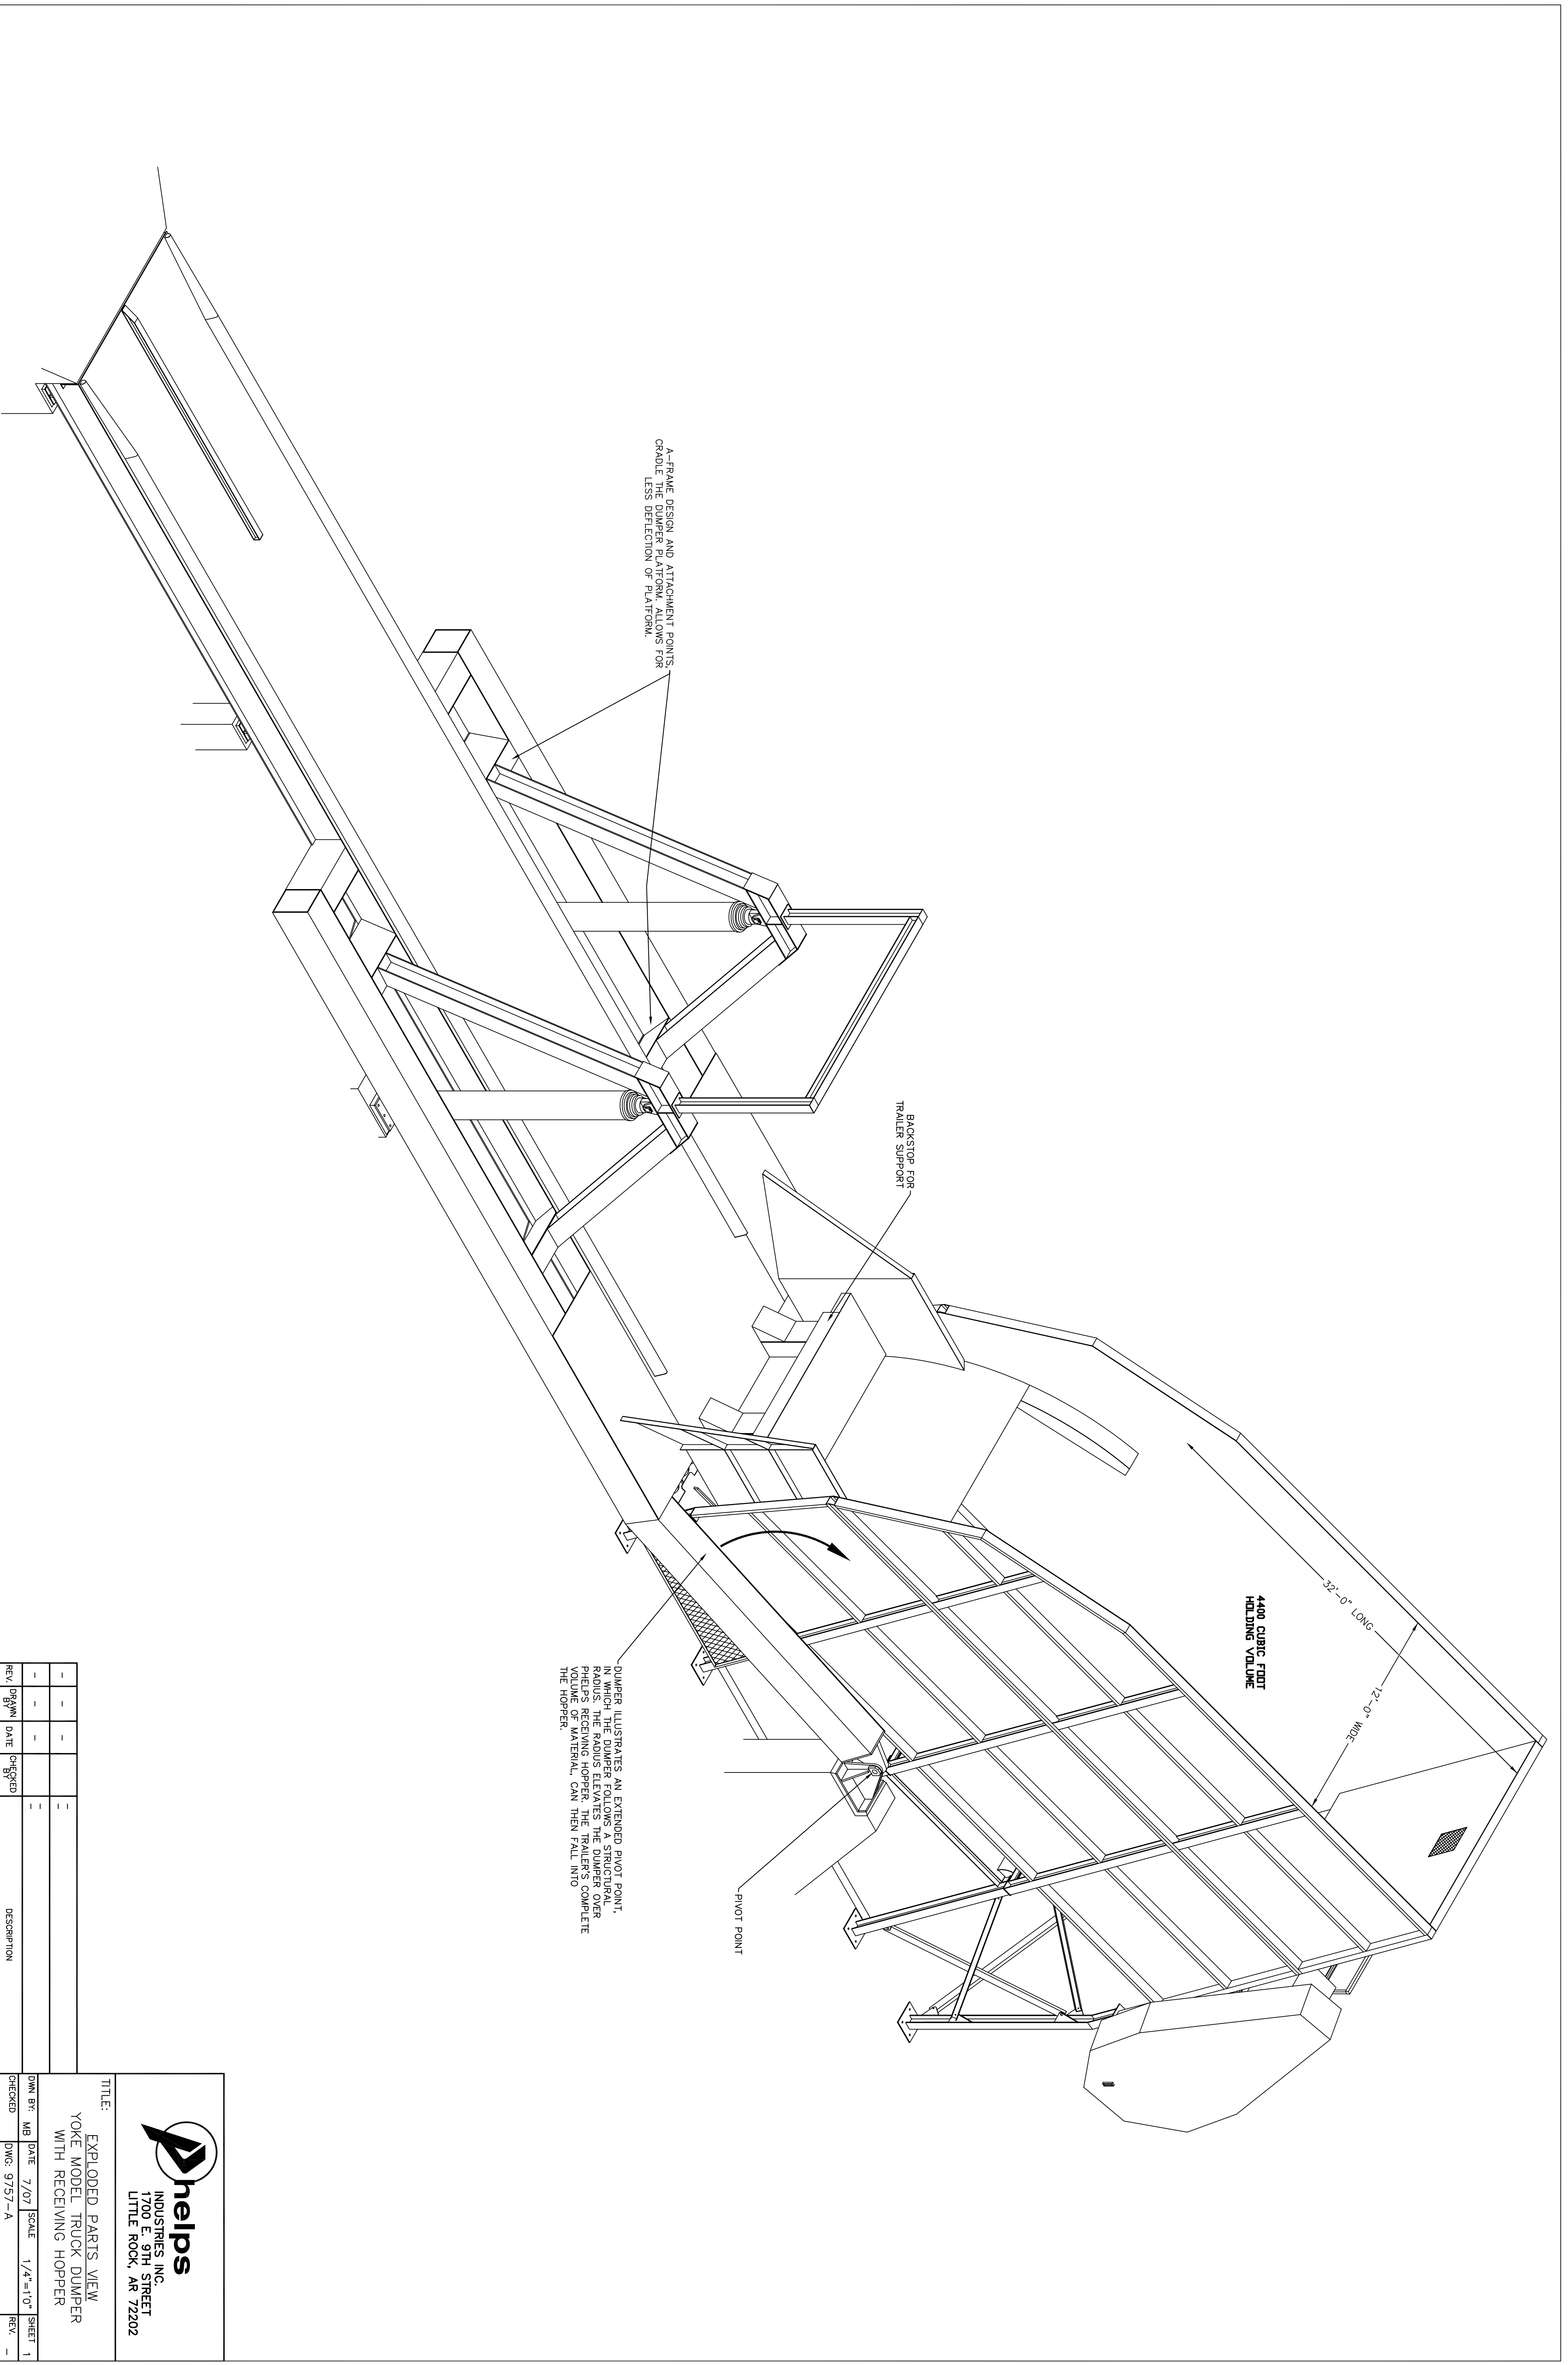 A-FRAME DESIGN AND ATTACHMENT POINTS,
CRADLE THE DUMPER PLATFORM. ALLOWS FOR
LESS DEFLECTION OF PLATFORM.
BACKSTOP FOR
TRAILER SUPPORT
4400 CUBIC FOOT
HOLDING VOLUME
32'-0" LONG
12'-0" WIDE
DUMPER ILLUSTRATES AN EXTENDED PIVOT POINT,
IN WHICH THE DUMPER FOLLOWS A STRUCTURAL
RADIUS. THE RADIUS ELEVATES THE DUMPER OVER
PHELPS RECEIVING HOPPER. THE TRAILER'S COMPLETE
VOLUME OF MATERIAL, CAN THEN FALL INTO
THE HOPPER.
PIVOT POINT
- - - -
- - - -
REV. DRAWN BY DATE CHECKED BY DESCRIPTION
Phelps
INDUSTRIES INC.
1700 E. 9TH STREET
LITTLE ROCK, AR 72202
TITLE:
EXPLODED PARTS VIEW
YOKE MODEL TRUCK DUMPER
WITH RECEIVING HOPPER
DWN BY: MB DATE 7/07 SCALE 1/4"=1'0" SHEET 1
CHECKED DWG: 9757-A REV. -